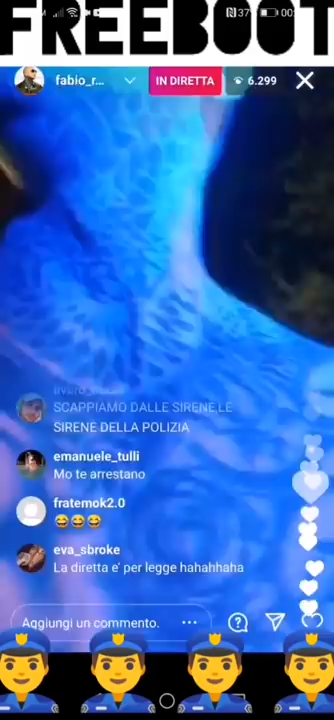 FREEBOOT
fabio_r...
IN DIRETTA
6.299
SCAPPIAMO DALLE SIRENE,LE
SIRENE DELLA POLIZIA
emanuele_tulli
Mo te arrestano
fratemok2.0
😂😂😂
eva_sbroke
La diretta e' per legge hahahhaha
Aggiungi un commento.